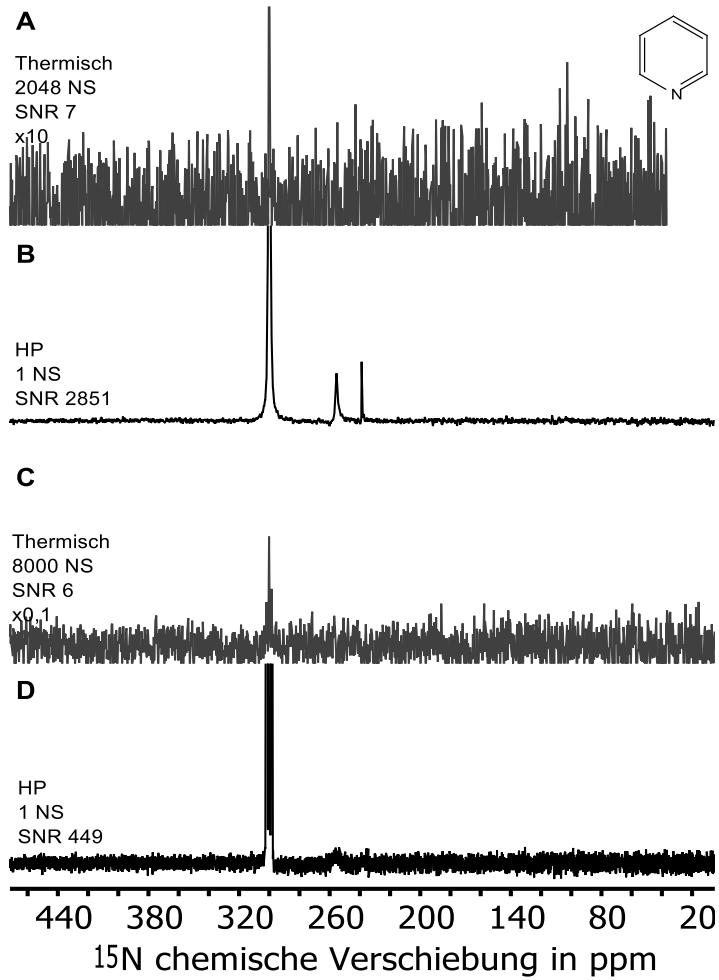 A
Thermisch
2048 NS
SNR 7
x10
N
B
HP
1 NS
SNR 2851
C
Thermisch
8000 NS
SNR 6
x0,1
D
HP
1 NS
SNR 449
440 380 320 260 200 140 80 20
15N chemische Verschiebung in ppm